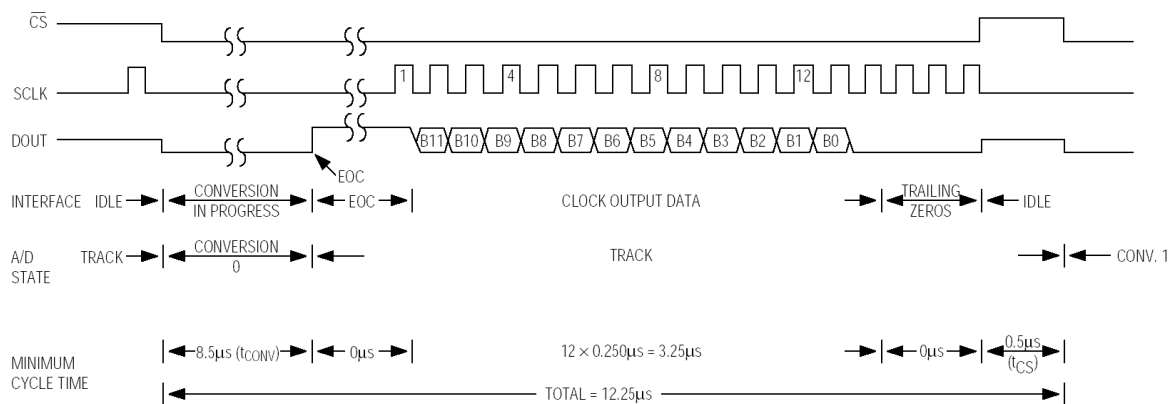 CS
SCLK
1 4 8 12
DOUT
B11 B10 B9 B8 B7 B6 B5 B4 B3 B2 B1 B0
EOC
INTERFACE IDLE CONVERSION IN PROGRESS EOC CLOCK OUTPUT DATA TRAILING ZEROS IDLE
A/D STATE TRACK CONVERSION 0 TRACK CONV. 1
MINIMUM CYCLE TIME 8.5µs (tCONV) 0µs 12 × 0.250µs = 3.25µs 0µs 0.5µs (tCS)
TOTAL = 12.25µs